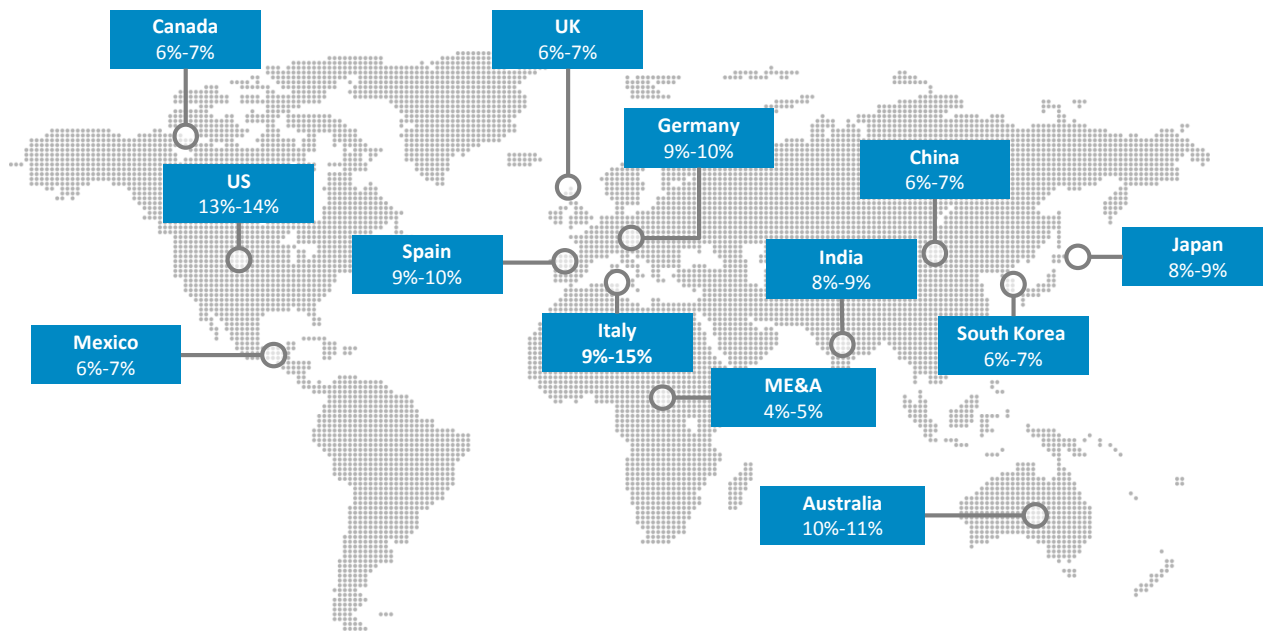 Canada
6%-7%
UK
6%-7%
Germany
9%-10%
China
6%-7%
US
13%-14%
Spain
9%-10%
India
8%-9%
Japan
8%-9%
Italy
9%-15%
South Korea
6%-7%
Mexico
6%-7%
ME&A
4%-5%
Australia
10%-11%